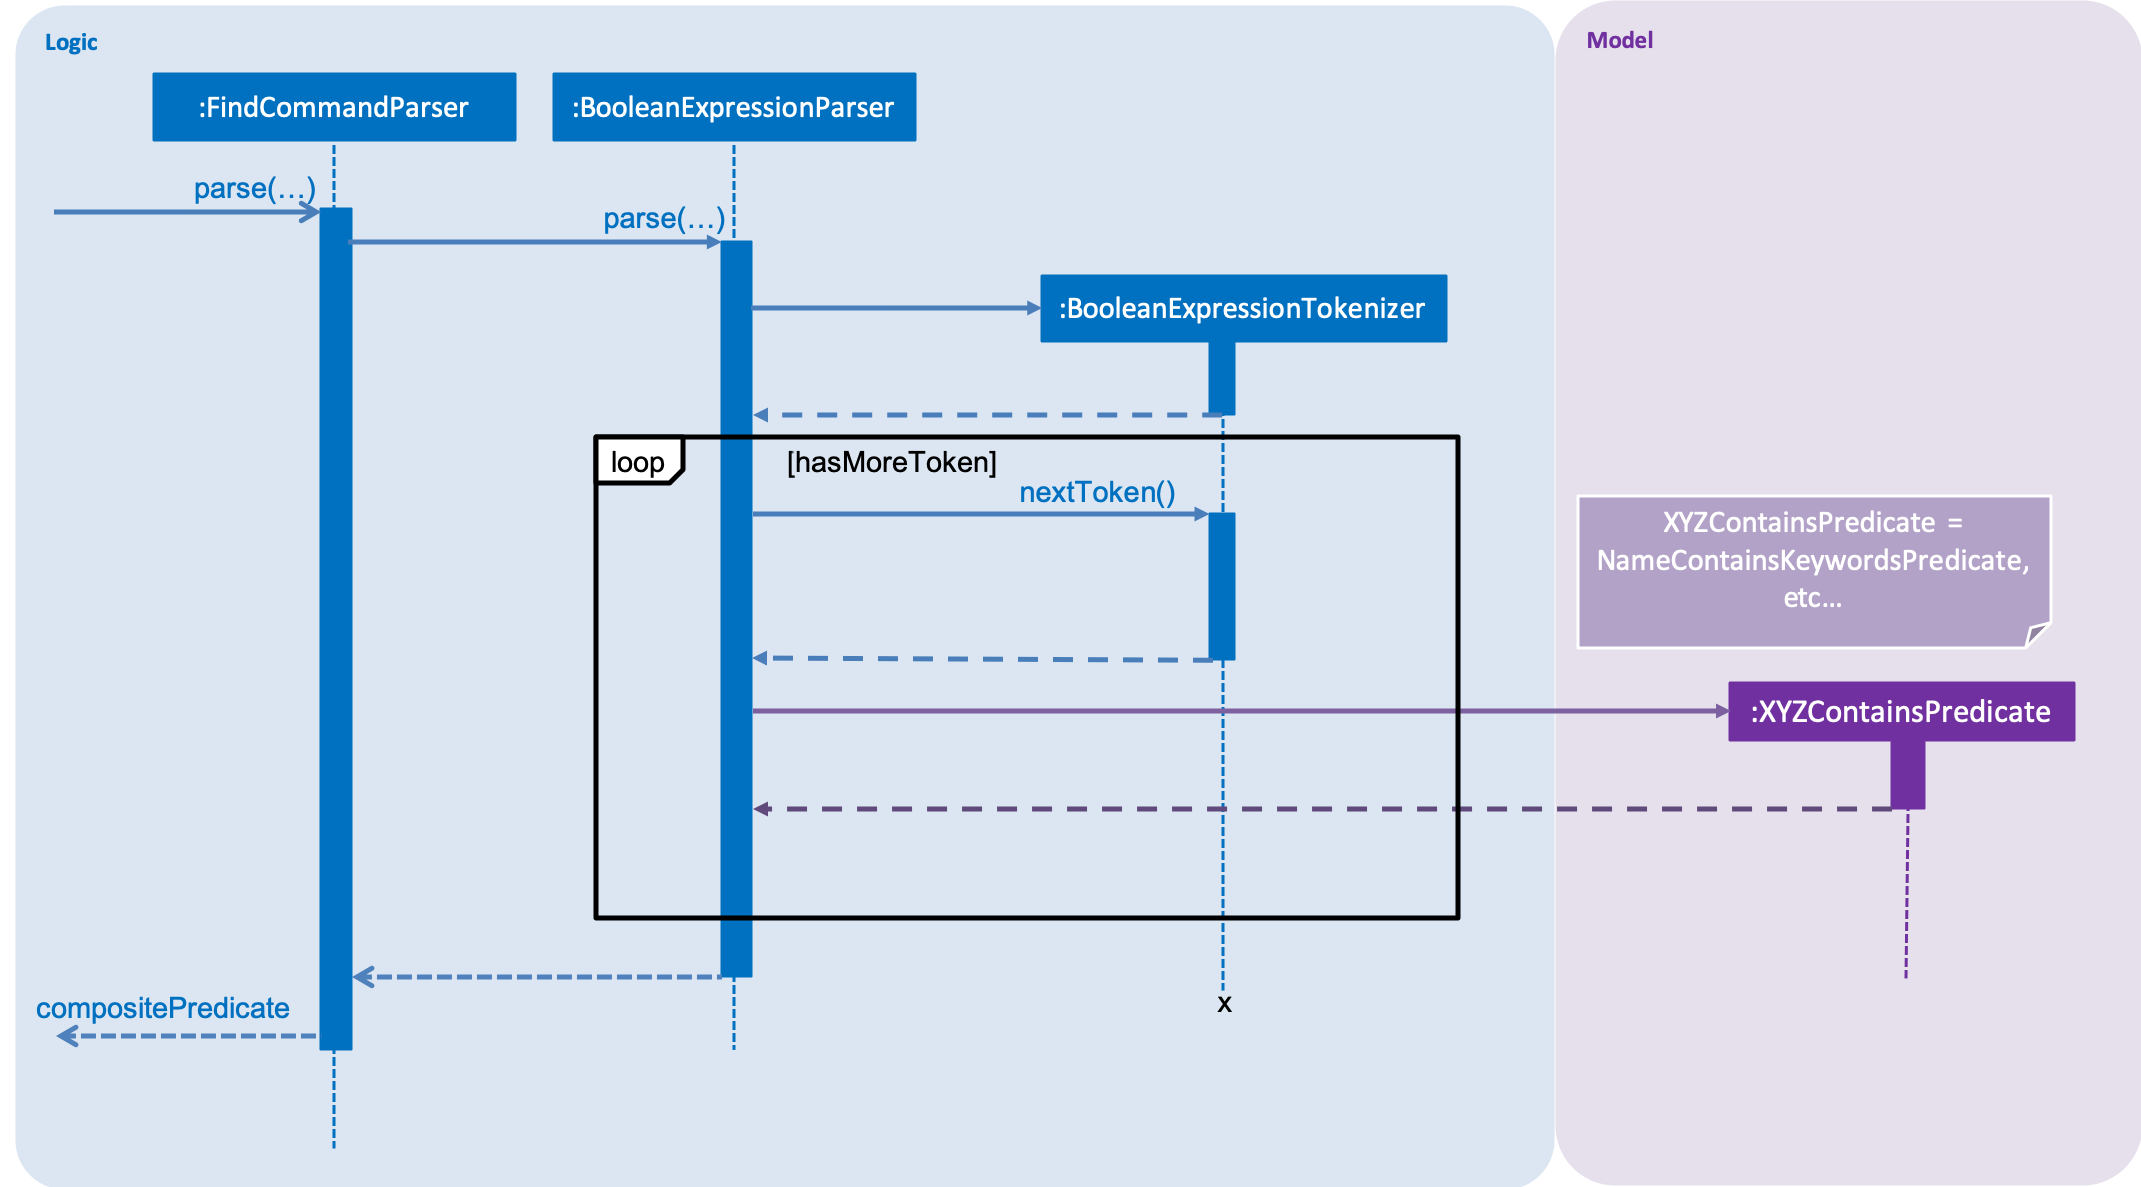 Logic
Model
:FindCommandParser
:BooleanExpressionParser
parse(...)
parse(...)
:BooleanExpressionTokenizer
loop
[hasMoreToken]
nextToken()
XYZContainsPredicate =
NameContainsKeywordsPredicate,
etc...
:XYZContainsPredicate
compositePredicate
x